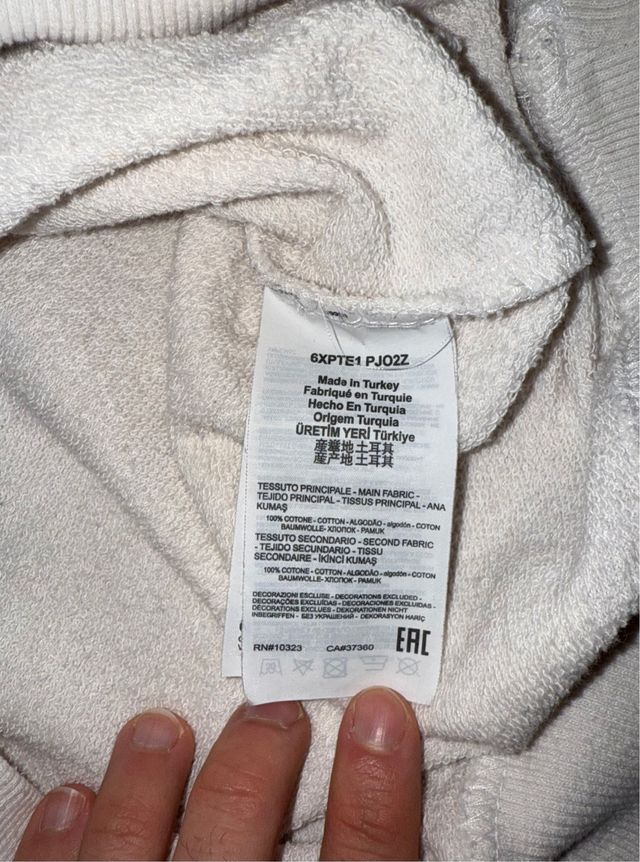 6XPTE1 PJO2Z
Made in Turkey
Fabriqué en Turquie
Hecho En Turquia
Origem Turquia
ÜRETİM YERİ Türkiye
産產地土耳其
产产地土耳其
TESSUTO PRINCIPALE - MAIN FABRIC -
TEJIDO PRINCIPAL - TISSUS PRINCIPAL - ANA
KUMAŞ
100% COTONE - COTTON - ALGODÃO - algodón - COTON
BAUMWOLLE- ХЛОПОК - PAMUK
TESSUTO SECONDARIO - SECOND FABRIC
- TEJIDO SECUNDARIO - TISSU
SECONDAIRE - İKİNCİ KUMAŞ
100% COTONE - COTTON - ALGODÃO - algodón - COTON
BAUMWOLLE- ХЛОПОК - PAMUK
DECORAZIONI ESCLUSE - DECORATIONS EXCLUDED -
DECORAÇÕES EXCLUÍDAS - DECORACIONES EXCLUIDAS -
DÉCORATIONS EXCLUES - DEKORATIONEN NICHT
INBEGRIFFEN - БЕЗ УКРАШЕНИЙ - DEKORASYON HARİÇ
RN#10323 CA#37360 EAC